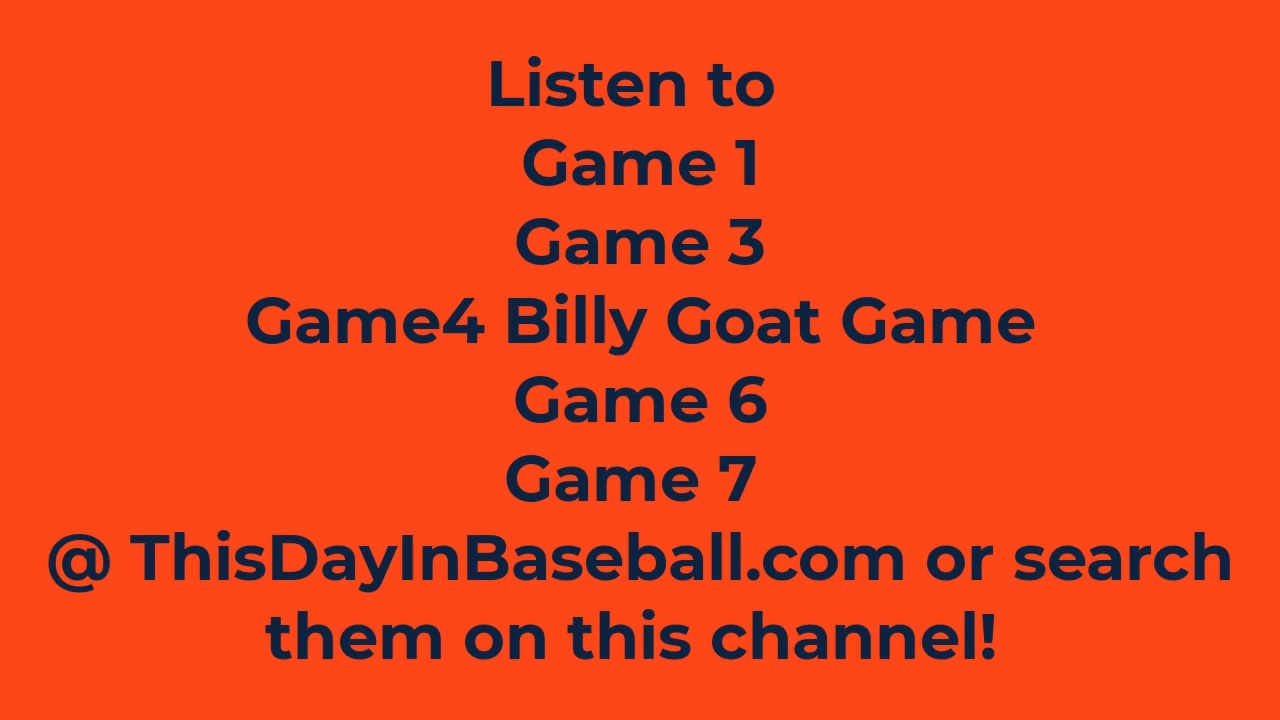 Listen to
Game 1
Game 3
Game4 Billy Goat Game
Game 6
Game 7
@ ThisDayInBaseball.com or search
them on this channel!